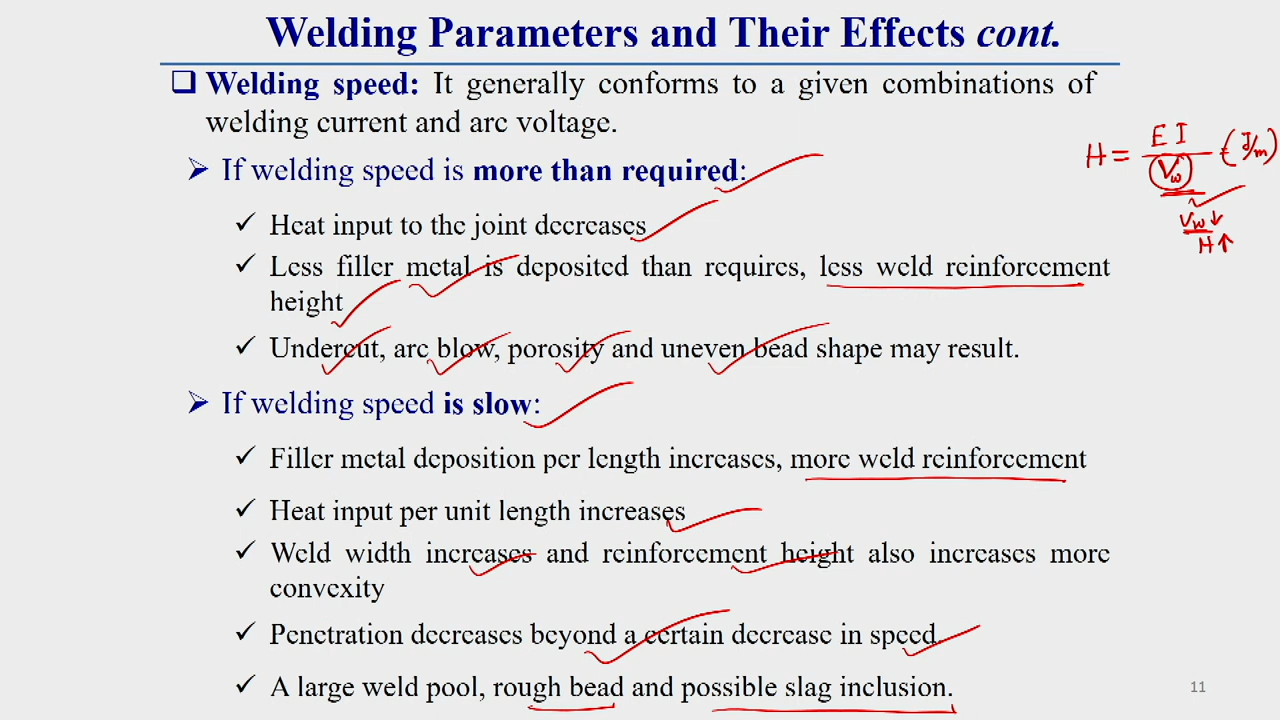 Welding Parameters and Their Effects cont.
❑ Welding speed: It generally conforms to a given combinations of
welding current and arc voltage.
➢ If welding speed is more than required:
✓ Heat input to the joint decreases
✓ Less filler metal is deposited than requires, less weld reinforcement
height
✓ Undercut, arc blow, porosity and uneven bead shape may result.
➢ If welding speed is slow:
✓ Filler metal deposition per length increases, more weld reinforcement
✓ Heat input per unit length increases
✓ Weld width increases and reinforcement height also increases more
convexity
✓ Penetration decreases beyond a certain decrease in speed.
✓ A large weld pool, rough bead and possible slag inclusion.
11
E I
H = (J/m)
Vw
Vw ↓
H ↑